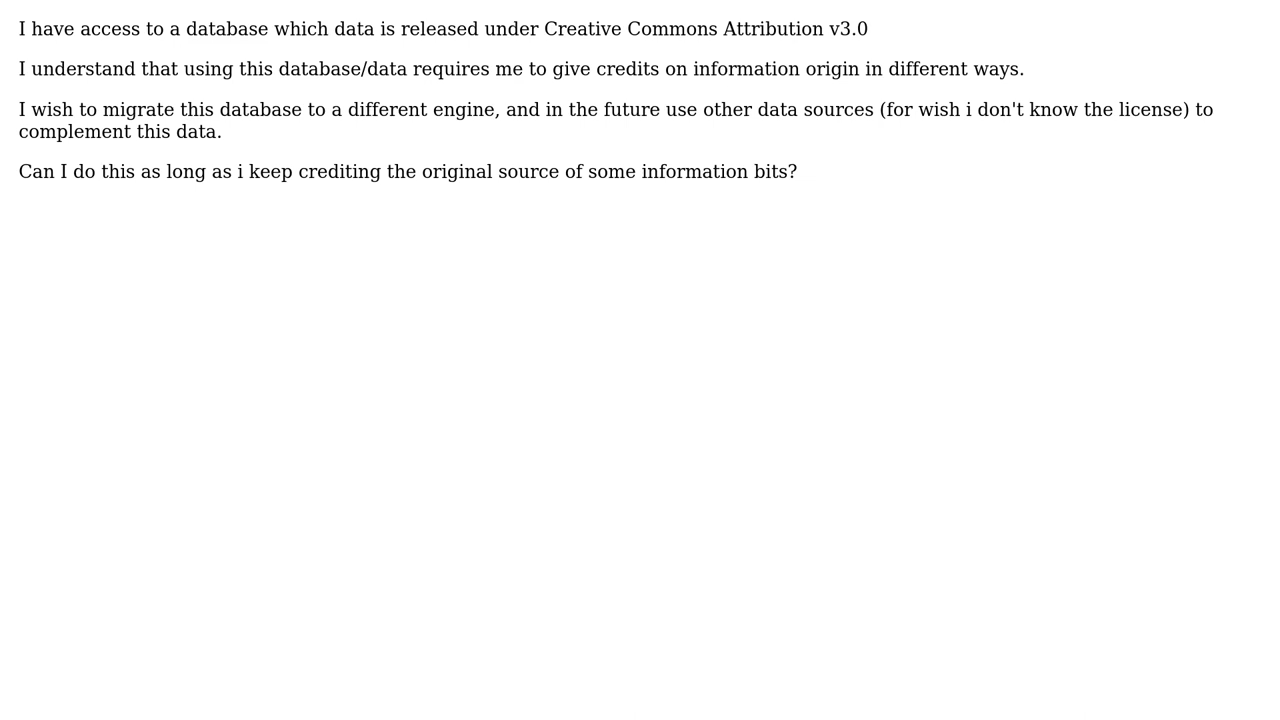 I have access to a database which data is released under Creative Commons Attribution v3.0
I understand that using this database/data requires me to give credits on information origin in different ways.
I wish to migrate this database to a different engine, and in the future use other data sources (for wish i don't know the license) to
complement this data.
Can I do this as long as i keep crediting the original source of some information bits?